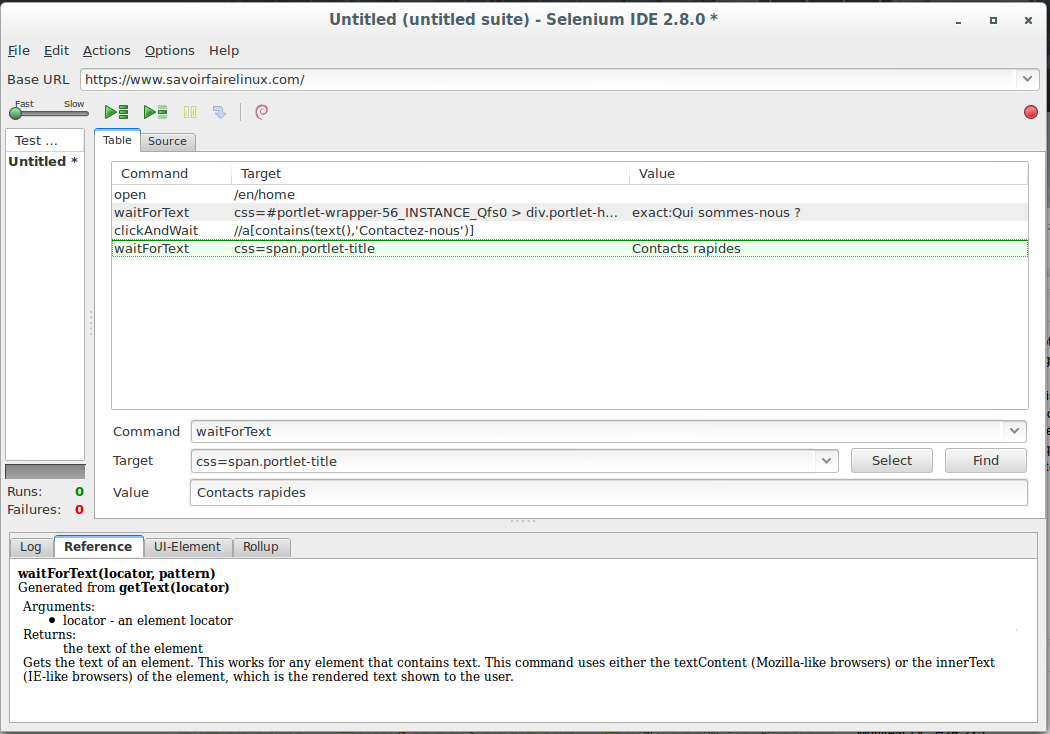 Untitled (untitled suite) - Selenium IDE 2.8.0 *
File Edit Actions Options Help
Base URL https://www.savoirfairelinux.com/
Fast Slow
Test ...
Untitled *
Table Source
Command Target Value
open /en/home
waitForText css=#portlet-wrapper-56_INSTANCE_Qfs0 > div.portlet-h... exact:Qui sommes-nous ?
clickAndWait //a[contains(text(),'Contactez-nous')]
waitForText css=span.portlet-title Contacts rapides
Command waitForText
Target css=span.portlet-title Select Find
Value Contacts rapides
Runs: 0
Failures: 0
Log Reference UI-Element Rollup
waitForText(locator, pattern)
Generated from getText(locator)
Arguments:
● locator - an element locator
Returns:
the text of the element
Gets the text of an element. This works for any element that contains text. This command uses either the textContent (Mozilla-like browsers) or the innerText
(IE-like browsers) of the element, which is the rendered text shown to the user.